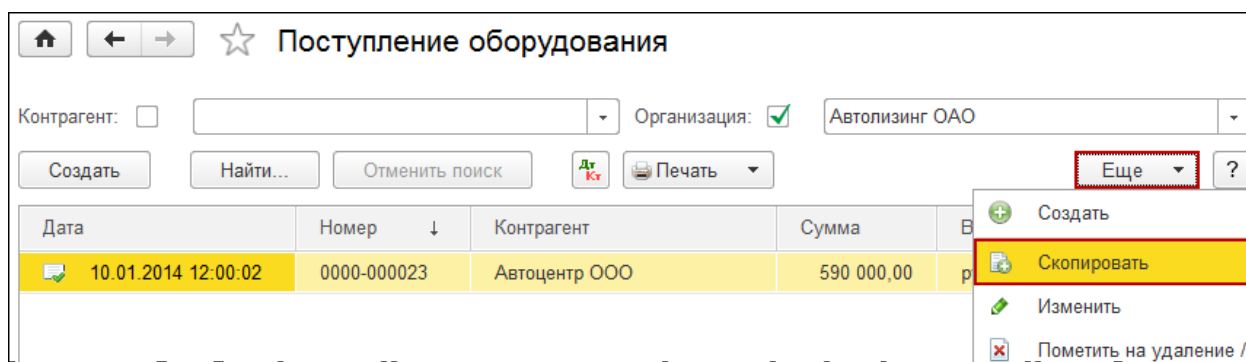 Поступление оборудования
Контрагент: Организация: Автолизинг ОАО
Создать Найти... Отменить поиск Дт Кт Печать Еще ?
Дата Номер ↓ Контрагент Сумма В
10.01.2014 12:00:02 0000-000023 Автоцентр ООО 590 000,00 р
Создать
Скопировать
Изменить
Пометить на удаление /